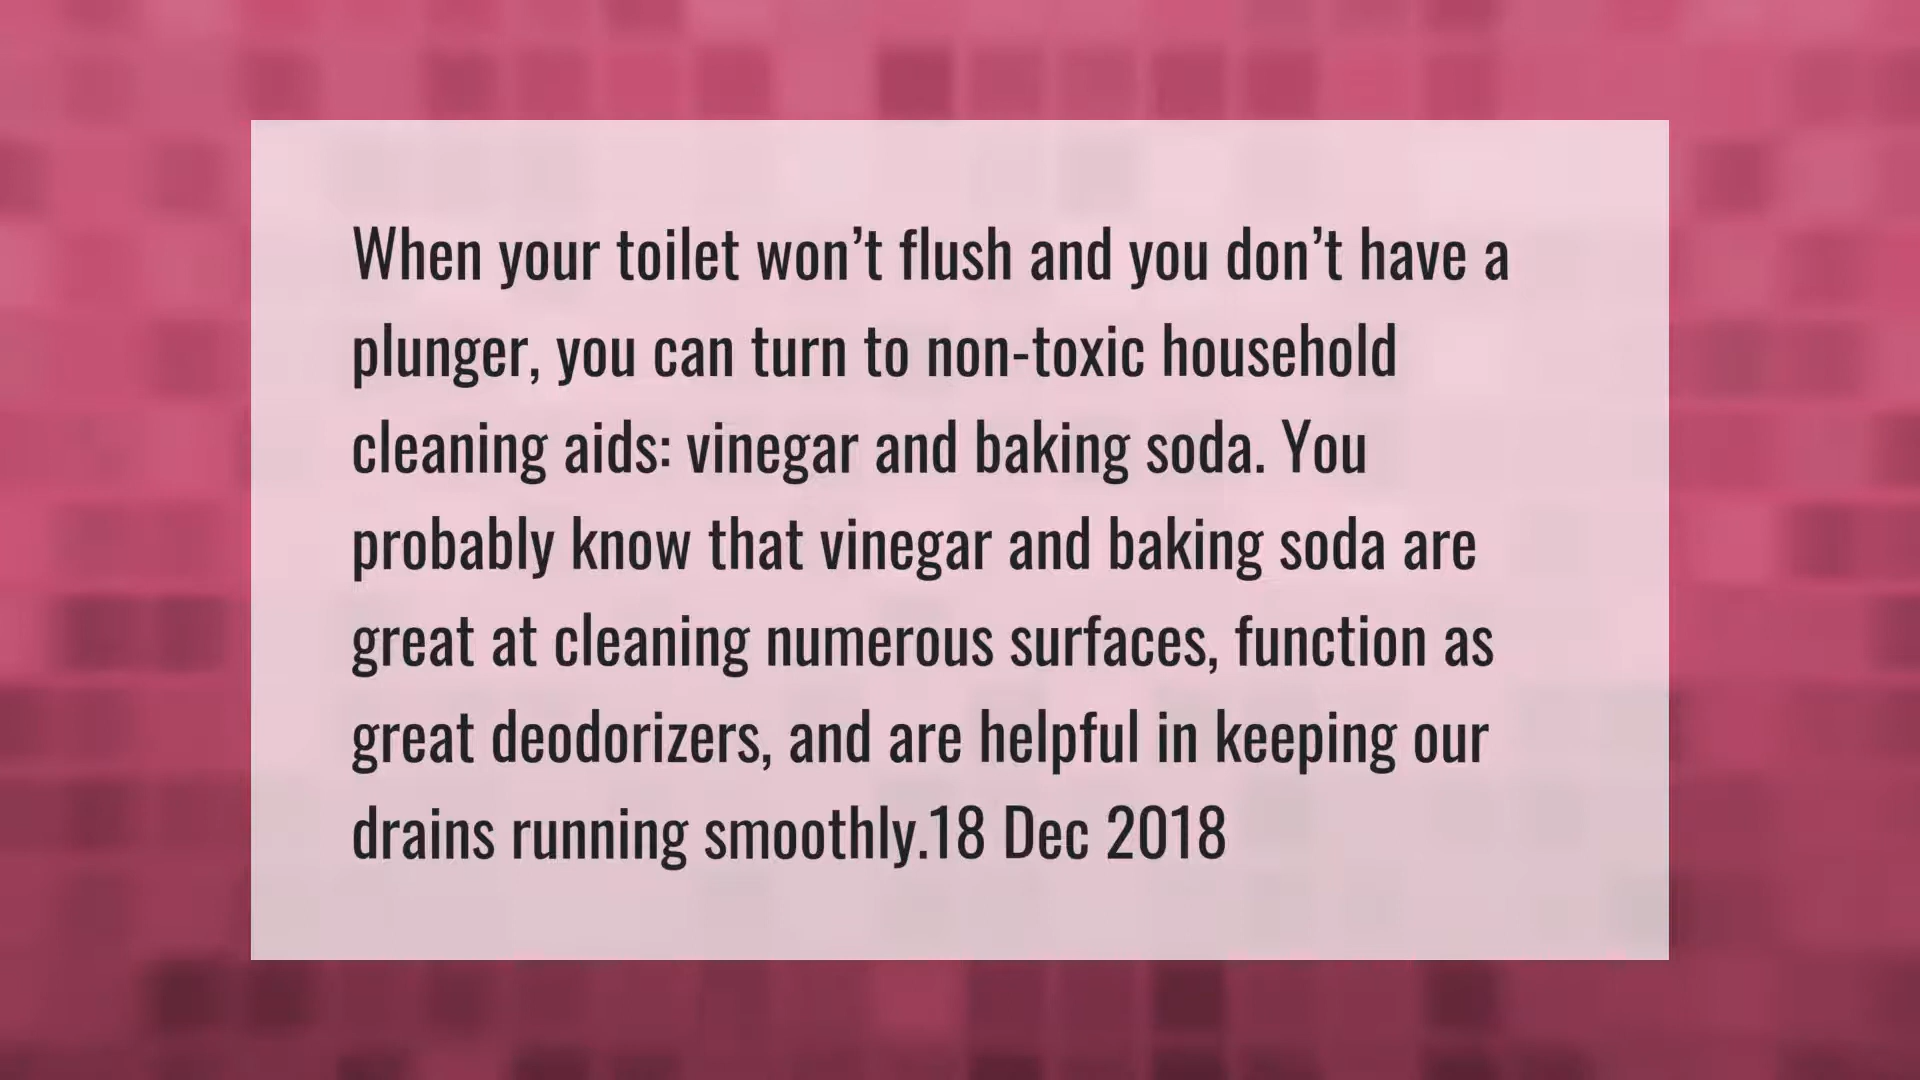 When your toilet won’t flush and you don’t have a
plunger, you can turn to non-toxic household
cleaning aids: vinegar and baking soda. You
probably know that vinegar and baking soda are
great at cleaning numerous surfaces, function as
great deodorizers, and are helpful in keeping our
drains running smoothly.18 Dec 2018